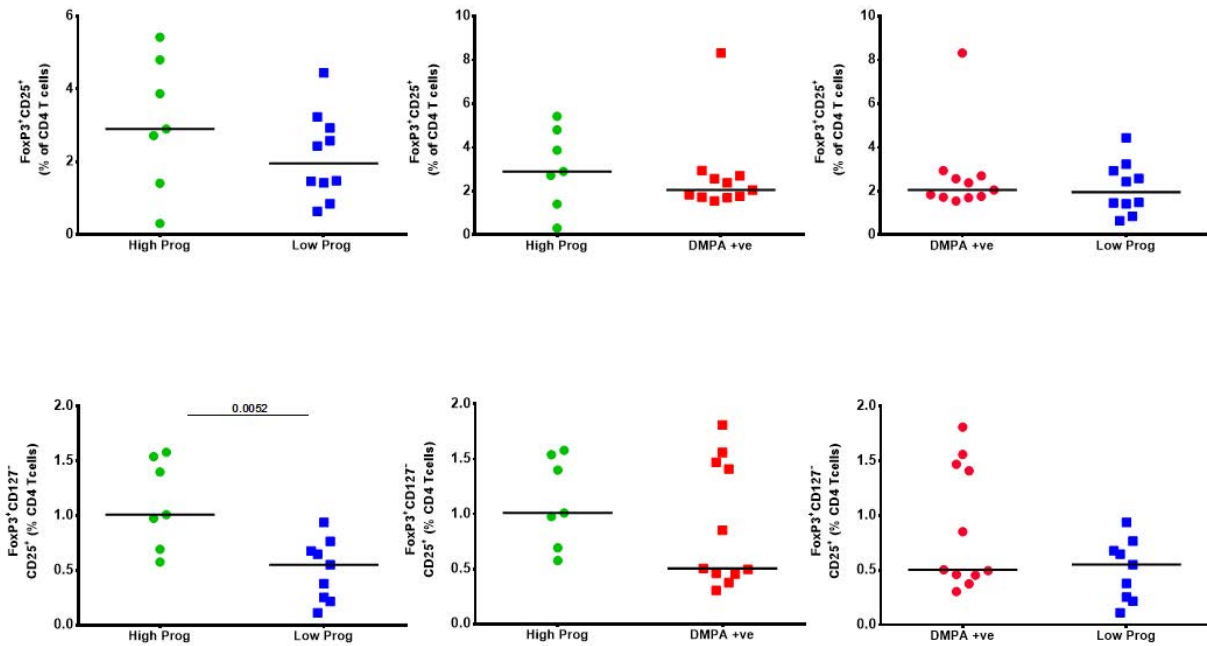 FoxP3⁺CD25⁺
(% of CD4 T cells)
6
4
2
0
High Prog Low Prog
FoxP3⁺CD25⁺
(% of CD4 T cells)
10
8
6
4
2
0
High Prog DMPA +ve
FoxP3⁺CD25⁺
(% of CD4 T cells)
10
8
6
4
2
0
DMPA +ve Low Prog
FoxP3⁺CD127⁻
CD25⁺ (% CD4 Tcells)
2.0
1.5
1.0
0.5
0.0
0.0052
High Prog Low Prog
FoxP3⁺CD127⁻
CD25⁺ (% CD4 Tcells)
2.0
1.5
1.0
0.5
0.0
High Prog DMPA +ve
FoxP3⁺CD127⁻
CD25⁺ (% CD4 Tcells)
2.0
1.5
1.0
0.5
0.0
DMPA +ve Low Prog